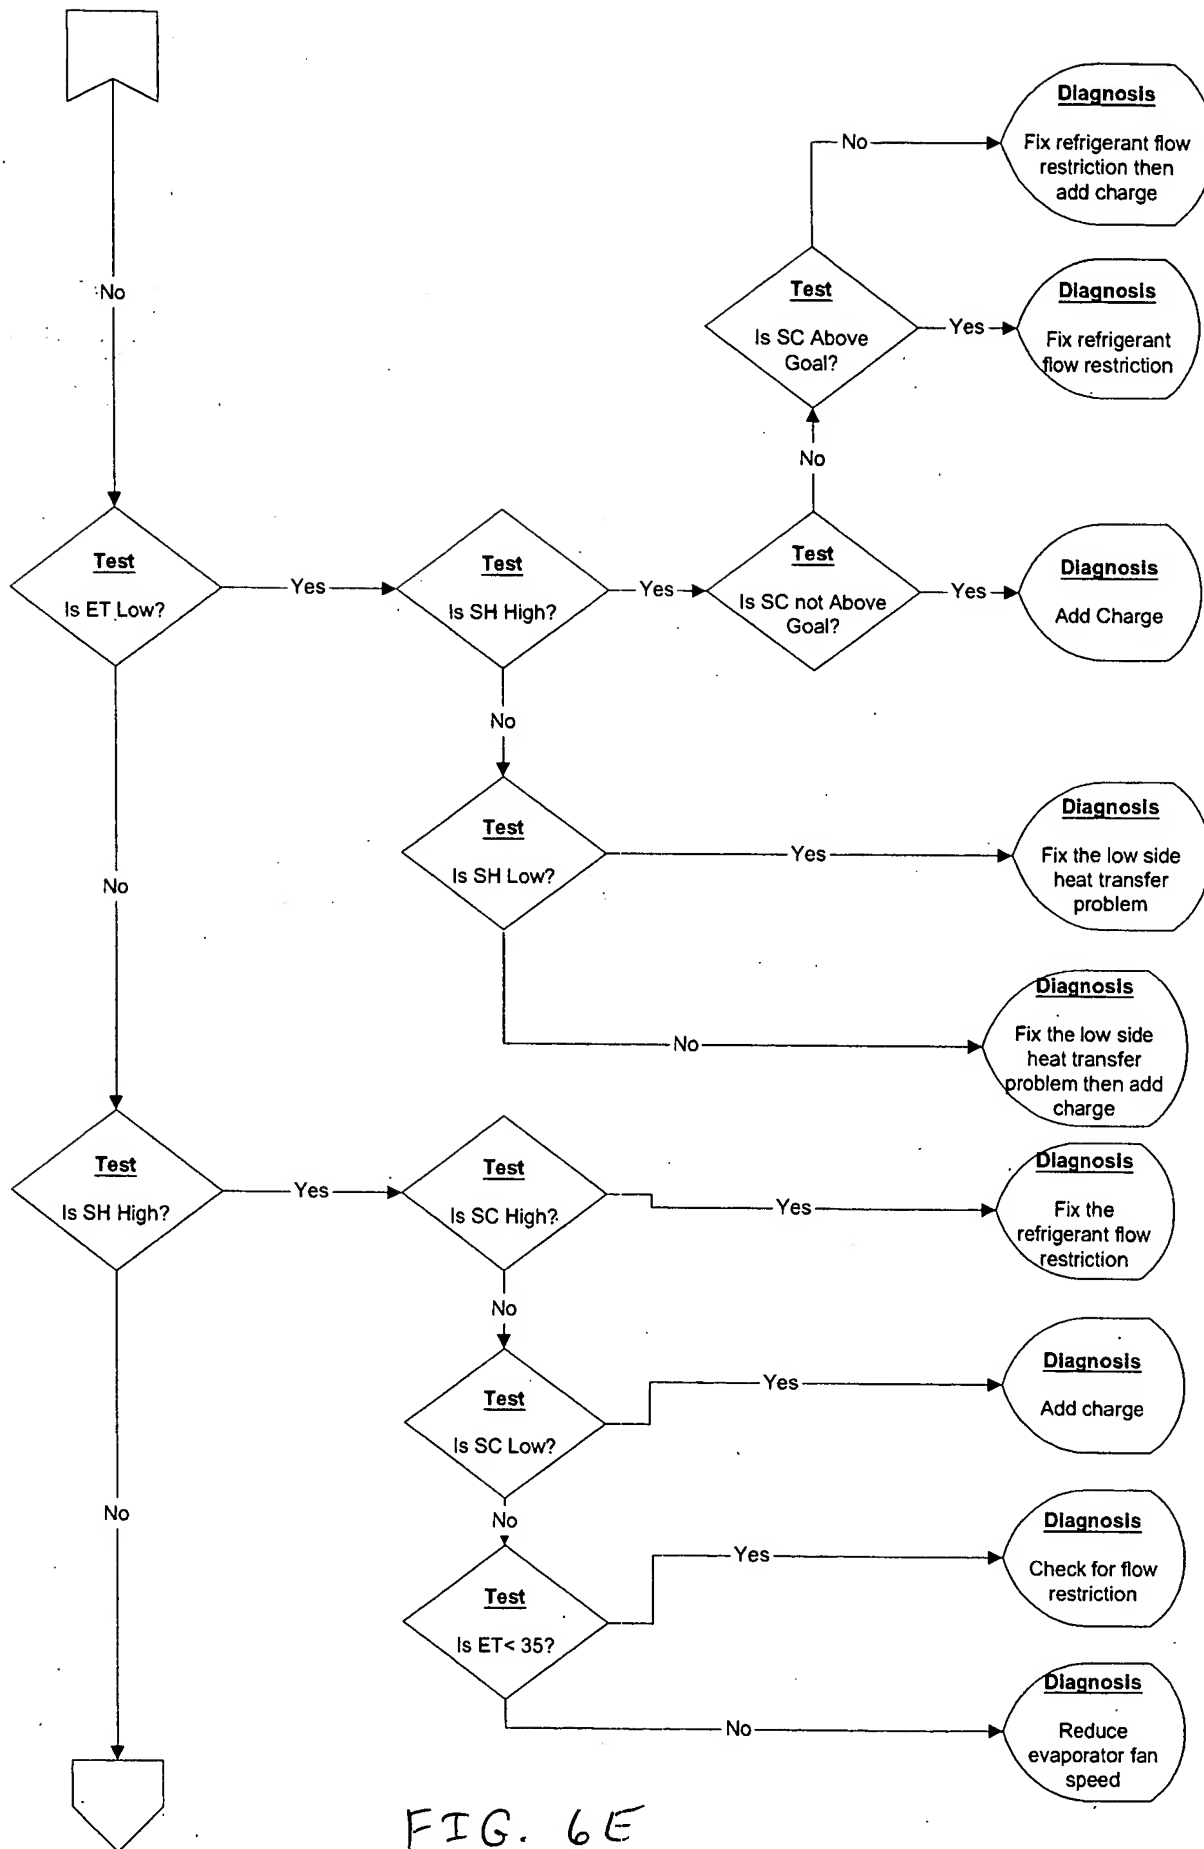 Diagnosis
Fix refrigerant flow
restriction then
add charge
No
No
Test
Is SC Above
Goal?
Yes
Diagnosis
Fix refrigerant
flow restriction
No
Test
Is ET Low?
Yes
Test
Is SH High?
Yes
Test
Is SC not Above
Goal?
Yes
Diagnosis
Add Charge
No
Test
Is SH Low?
Yes
Diagnosis
Fix the low side
heat transfer
problem
No
No
Diagnosis
Fix the low side
heat transfer
problem then add
charge
Test
Is SH High?
Yes
Test
Is SC High?
Yes
Diagnosis
Fix the
refrigerant flow
restriction
No
Test
Is SC Low?
Yes
Diagnosis
Add charge
No
No
Test
Is ET< 35?
Yes
Diagnosis
Check for flow
restriction
No
Diagnosis
Reduce
evaporator fan
speed
FIG. 6E